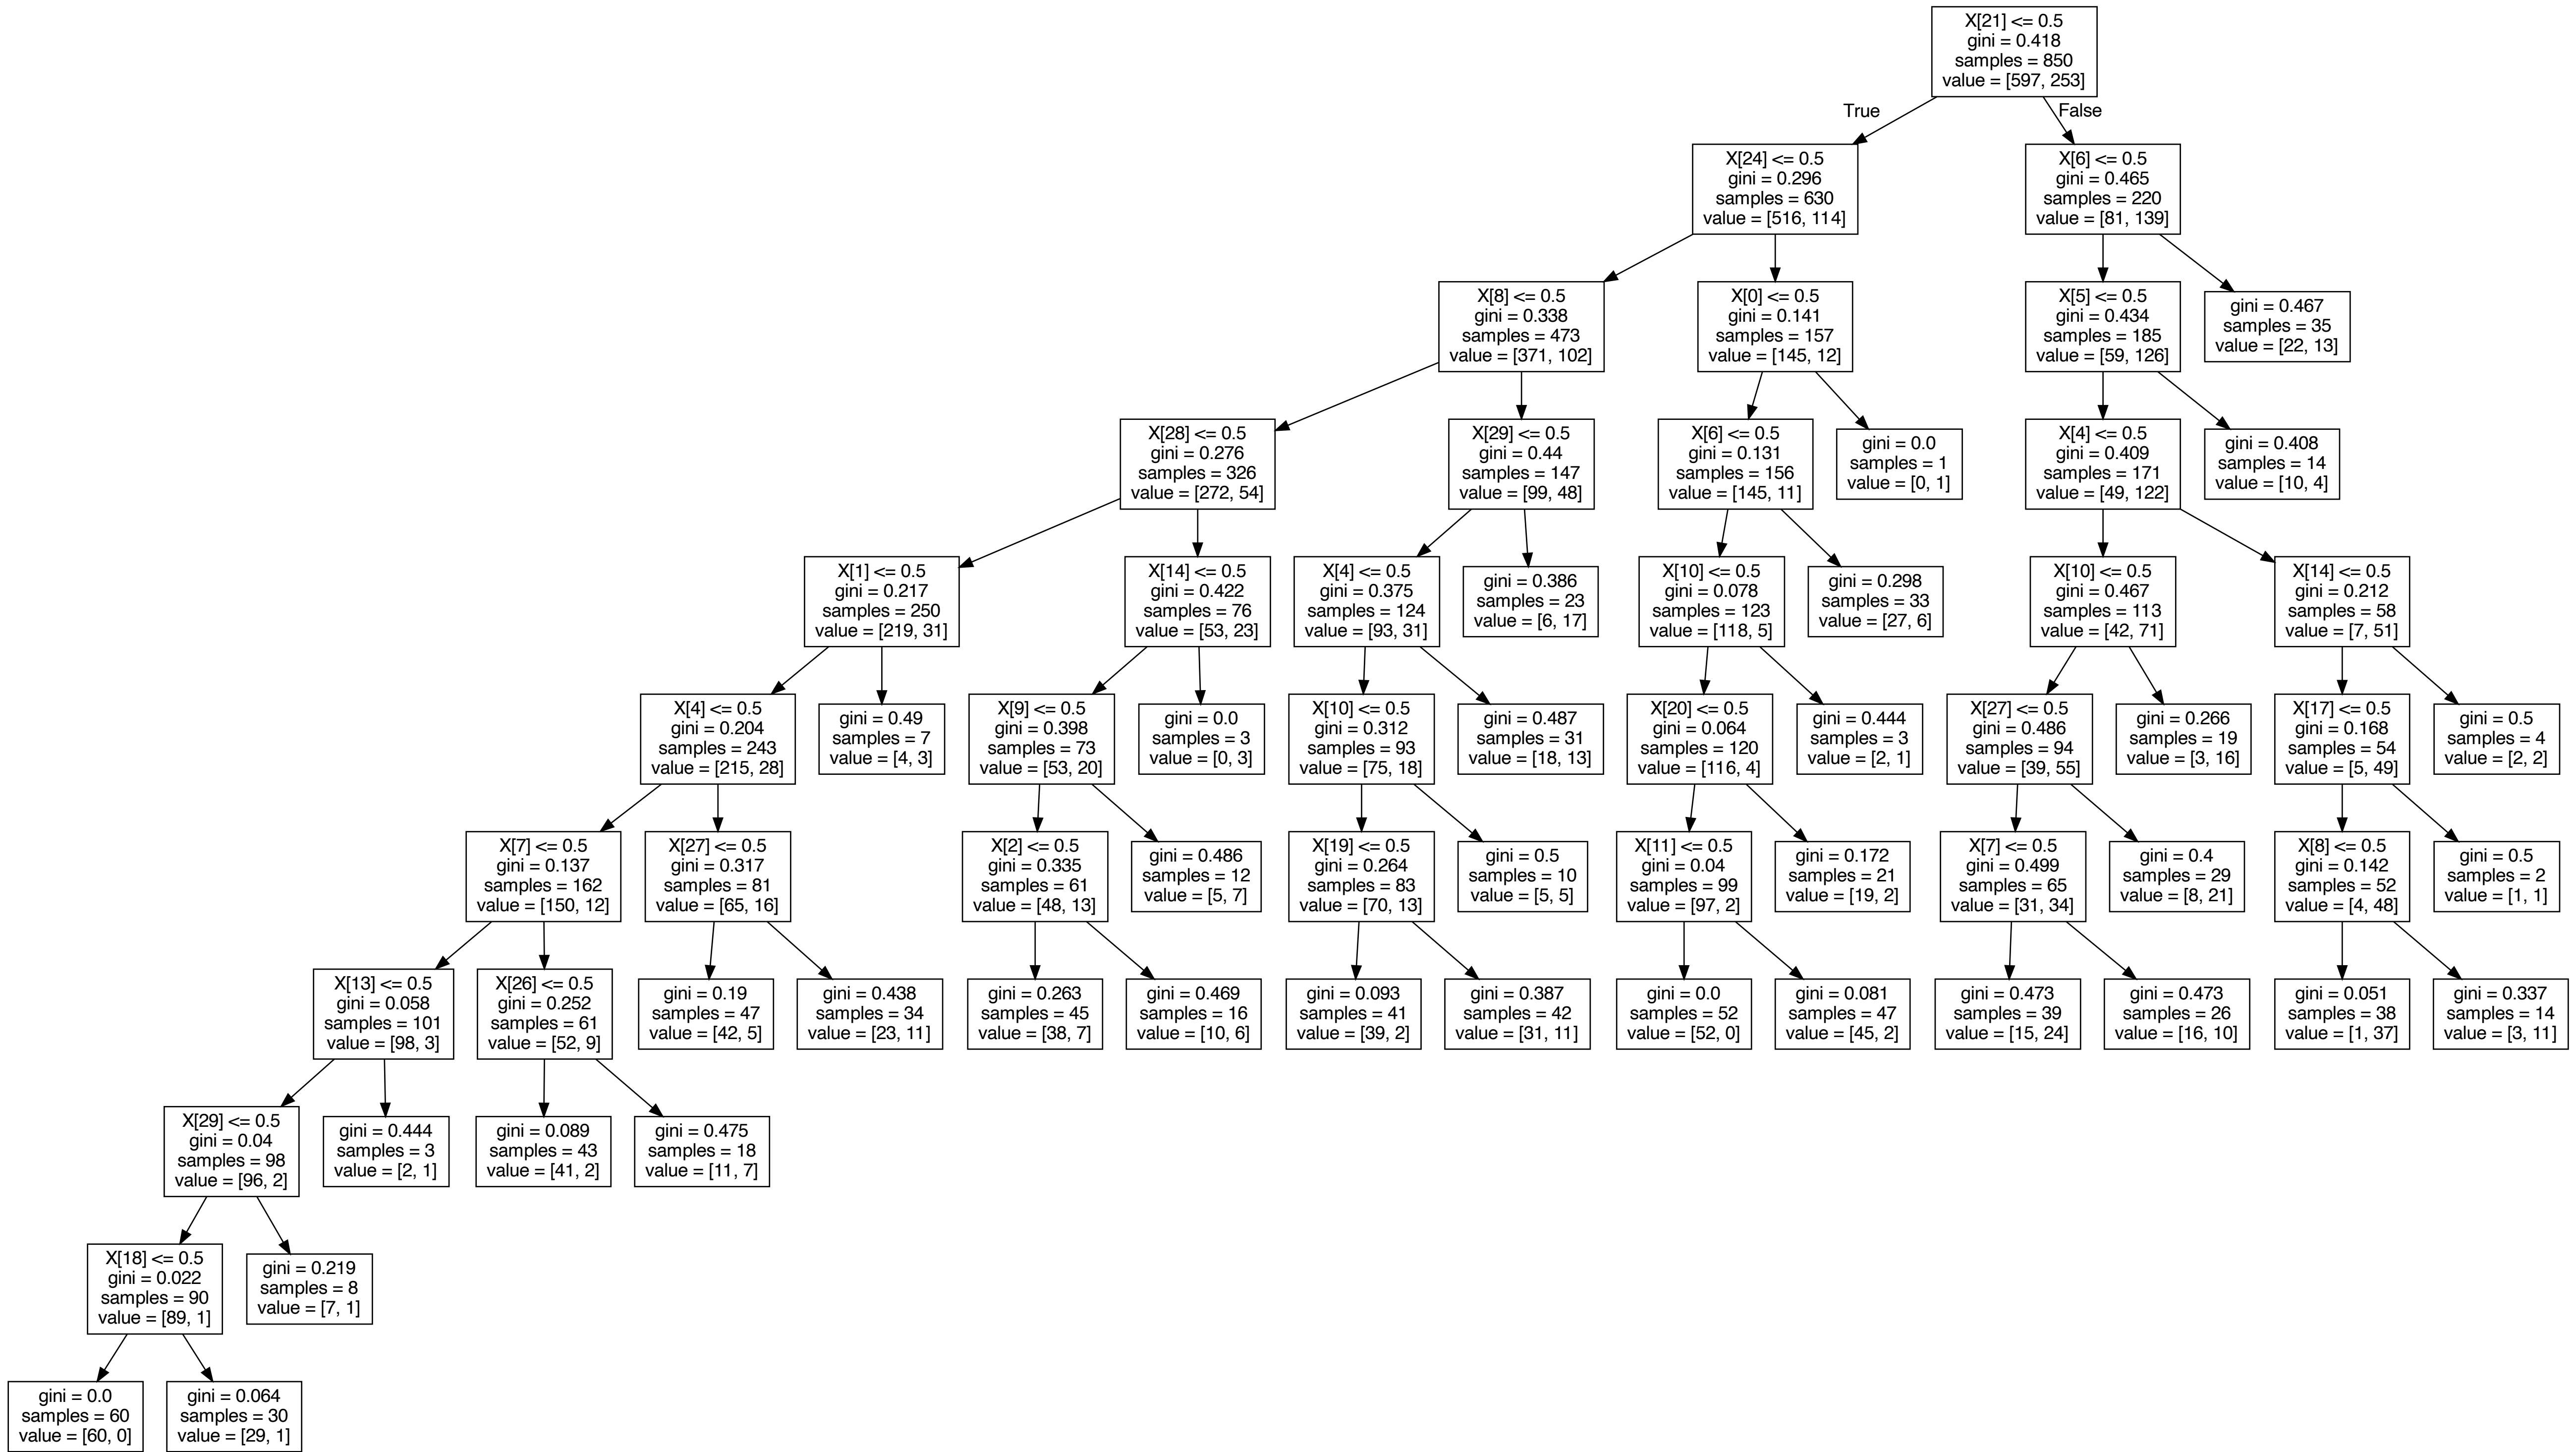 X[21] <= 0.5
gini = 0.418
samples = 850
value = [597, 253]
True
False
X[24] <= 0.5
gini = 0.296
samples = 630
value = [516, 114]
X[6] <= 0.5
gini = 0.465
samples = 220
value = [81, 139]
X[8] <= 0.5
gini = 0.338
samples = 473
value = [371, 102]
X[0] <= 0.5
gini = 0.141
samples = 157
value = [145, 12]
X[5] <= 0.5
gini = 0.434
samples = 185
value = [59, 126]
gini = 0.467
samples = 35
value = [22, 13]
X[28] <= 0.5
gini = 0.276
samples = 326
value = [272, 54]
X[29] <= 0.5
gini = 0.44
samples = 147
value = [99, 48]
X[6] <= 0.5
gini = 0.131
samples = 156
value = [145, 11]
gini = 0.0
samples = 1
value = [0, 1]
X[4] <= 0.5
gini = 0.409
samples = 171
value = [49, 122]
gini = 0.408
samples = 14
value = [10, 4]
X[1] <= 0.5
gini = 0.217
samples = 250
value = [219, 31]
X[14] <= 0.5
gini = 0.422
samples = 76
value = [53, 23]
X[4] <= 0.5
gini = 0.375
samples = 124
value = [93, 31]
gini = 0.386
samples = 23
value = [6, 17]
X[10] <= 0.5
gini = 0.078
samples = 123
value = [118, 5]
gini = 0.298
samples = 33
value = [27, 6]
X[10] <= 0.5
gini = 0.467
samples = 113
value = [42, 71]
X[14] <= 0.5
gini = 0.212
samples = 58
value = [7, 51]
X[4] <= 0.5
gini = 0.204
samples = 243
value = [215, 28]
gini = 0.49
samples = 7
value = [4, 3]
X[9] <= 0.5
gini = 0.398
samples = 73
value = [53, 20]
gini = 0.0
samples = 3
value = [0, 3]
X[10] <= 0.5
gini = 0.312
samples = 93
value = [75, 18]
gini = 0.487
samples = 31
value = [18, 13]
X[20] <= 0.5
gini = 0.064
samples = 120
value = [116, 4]
gini = 0.444
samples = 3
value = [2, 1]
X[27] <= 0.5
gini = 0.486
samples = 94
value = [39, 55]
gini = 0.266
samples = 19
value = [3, 16]
X[17] <= 0.5
gini = 0.168
samples = 54
value = [5, 49]
gini = 0.5
samples = 4
value = [2, 2]
X[7] <= 0.5
gini = 0.137
samples = 162
value = [150, 12]
X[27] <= 0.5
gini = 0.317
samples = 81
value = [65, 16]
X[2] <= 0.5
gini = 0.335
samples = 61
value = [48, 13]
gini = 0.486
samples = 12
value = [5, 7]
X[19] <= 0.5
gini = 0.264
samples = 83
value = [70, 13]
gini = 0.5
samples = 10
value = [5, 5]
X[11] <= 0.5
gini = 0.04
samples = 99
value = [97, 2]
gini = 0.172
samples = 21
value = [19, 2]
X[7] <= 0.5
gini = 0.499
samples = 65
value = [31, 34]
gini = 0.4
samples = 29
value = [8, 21]
X[8] <= 0.5
gini = 0.142
samples = 52
value = [4, 48]
gini = 0.5
samples = 2
value = [1, 1]
X[13] <= 0.5
gini = 0.058
samples = 101
value = [98, 3]
X[26] <= 0.5
gini = 0.252
samples = 61
value = [52, 9]
gini = 0.19
samples = 47
value = [42, 5]
gini = 0.438
samples = 34
value = [23, 11]
gini = 0.263
samples = 45
value = [38, 7]
gini = 0.469
samples = 16
value = [10, 6]
gini = 0.093
samples = 41
value = [39, 2]
gini = 0.387
samples = 42
value = [31, 11]
gini = 0.0
samples = 52
value = [52, 0]
gini = 0.081
samples = 47
value = [45, 2]
gini = 0.473
samples = 39
value = [15, 24]
gini = 0.473
samples = 26
value = [16, 10]
gini = 0.051
samples = 38
value = [1, 37]
gini = 0.337
samples = 14
value = [3, 11]
X[29] <= 0.5
gini = 0.04
samples = 98
value = [96, 2]
gini = 0.444
samples = 3
value = [2, 1]
gini = 0.089
samples = 43
value = [41, 2]
gini = 0.475
samples = 18
value = [11, 7]
X[18] <= 0.5
gini = 0.022
samples = 90
value = [89, 1]
gini = 0.219
samples = 8
value = [7, 1]
gini = 0.0
samples = 60
value = [60, 0]
gini = 0.064
samples = 30
value = [29, 1]